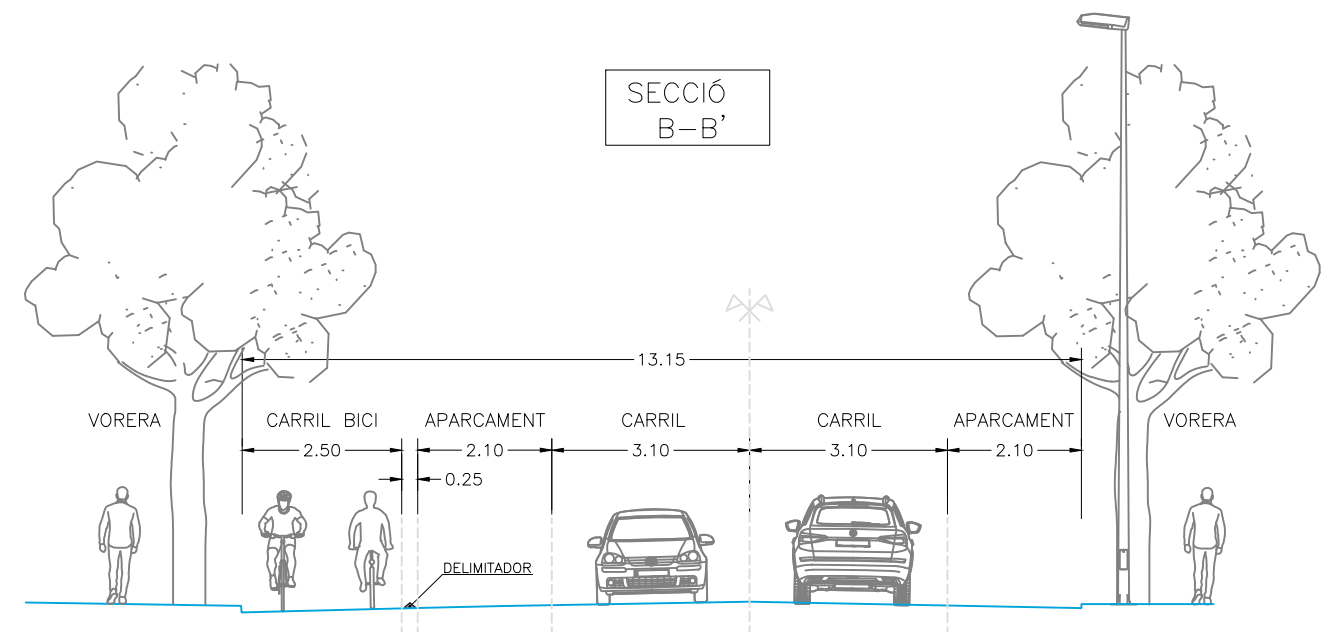 SECCIÓ
B-B'
13.15
VORERA CARRIL BICI APARCAMENT CARRIL CARRIL APARCAMENT VORERA
2.50 2.10 3.10 3.10 2.10
0.25
DELIMITADOR